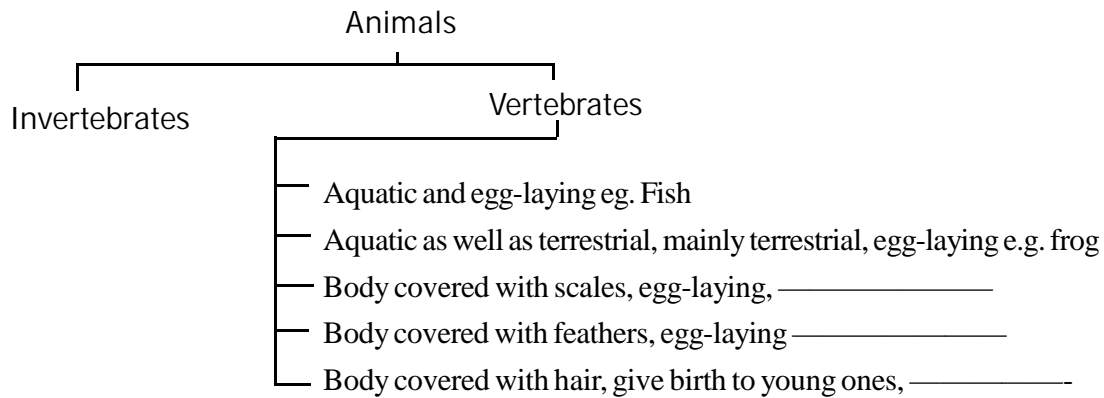 Animals
Invertebrates
Vertebrates
Aquatic and egg-laying eg. Fish
Aquatic as well as terrestrial, mainly terrestrial, egg-laying e.g. frog
Body covered with scales, egg-laying, ——————
Body covered with feathers, egg-laying ——————
Body covered with hair, give birth to young ones, —————-